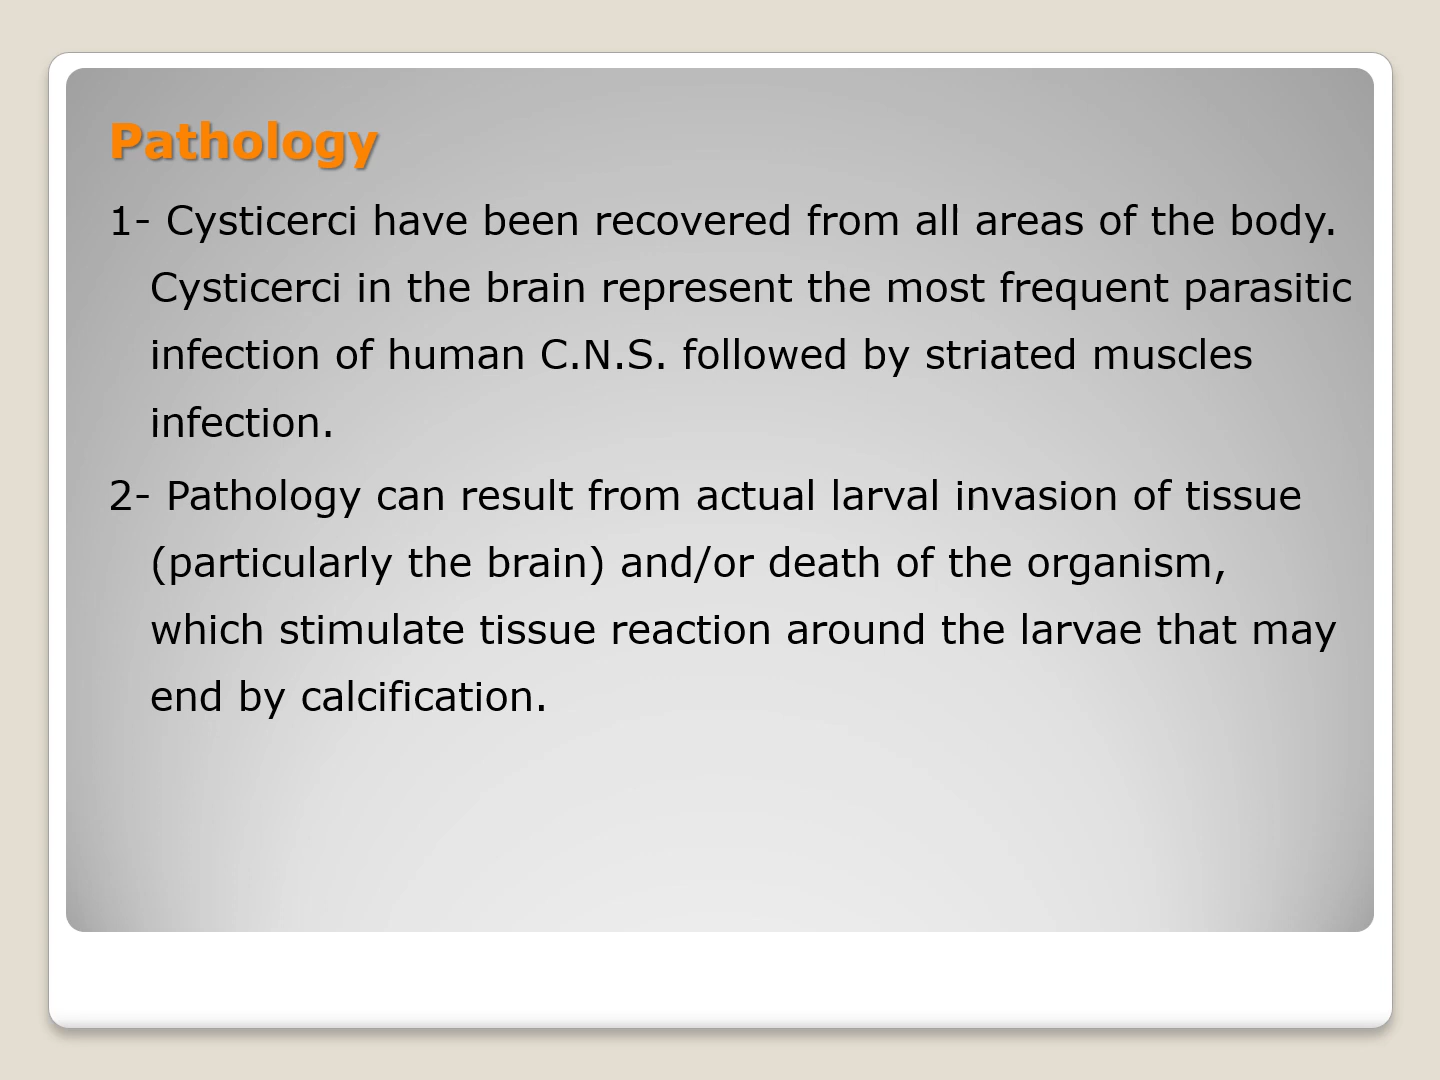 Pathology
1- Cysticerci have been recovered from all areas of the body.
Cysticerci in the brain represent the most frequent parasitic
infection of human C.N.S. followed by striated muscles
infection.
2- Pathology can result from actual larval invasion of tissue
(particularly the brain) and/or death of the organism,
which stimulate tissue reaction around the larvae that may
end by calcification.